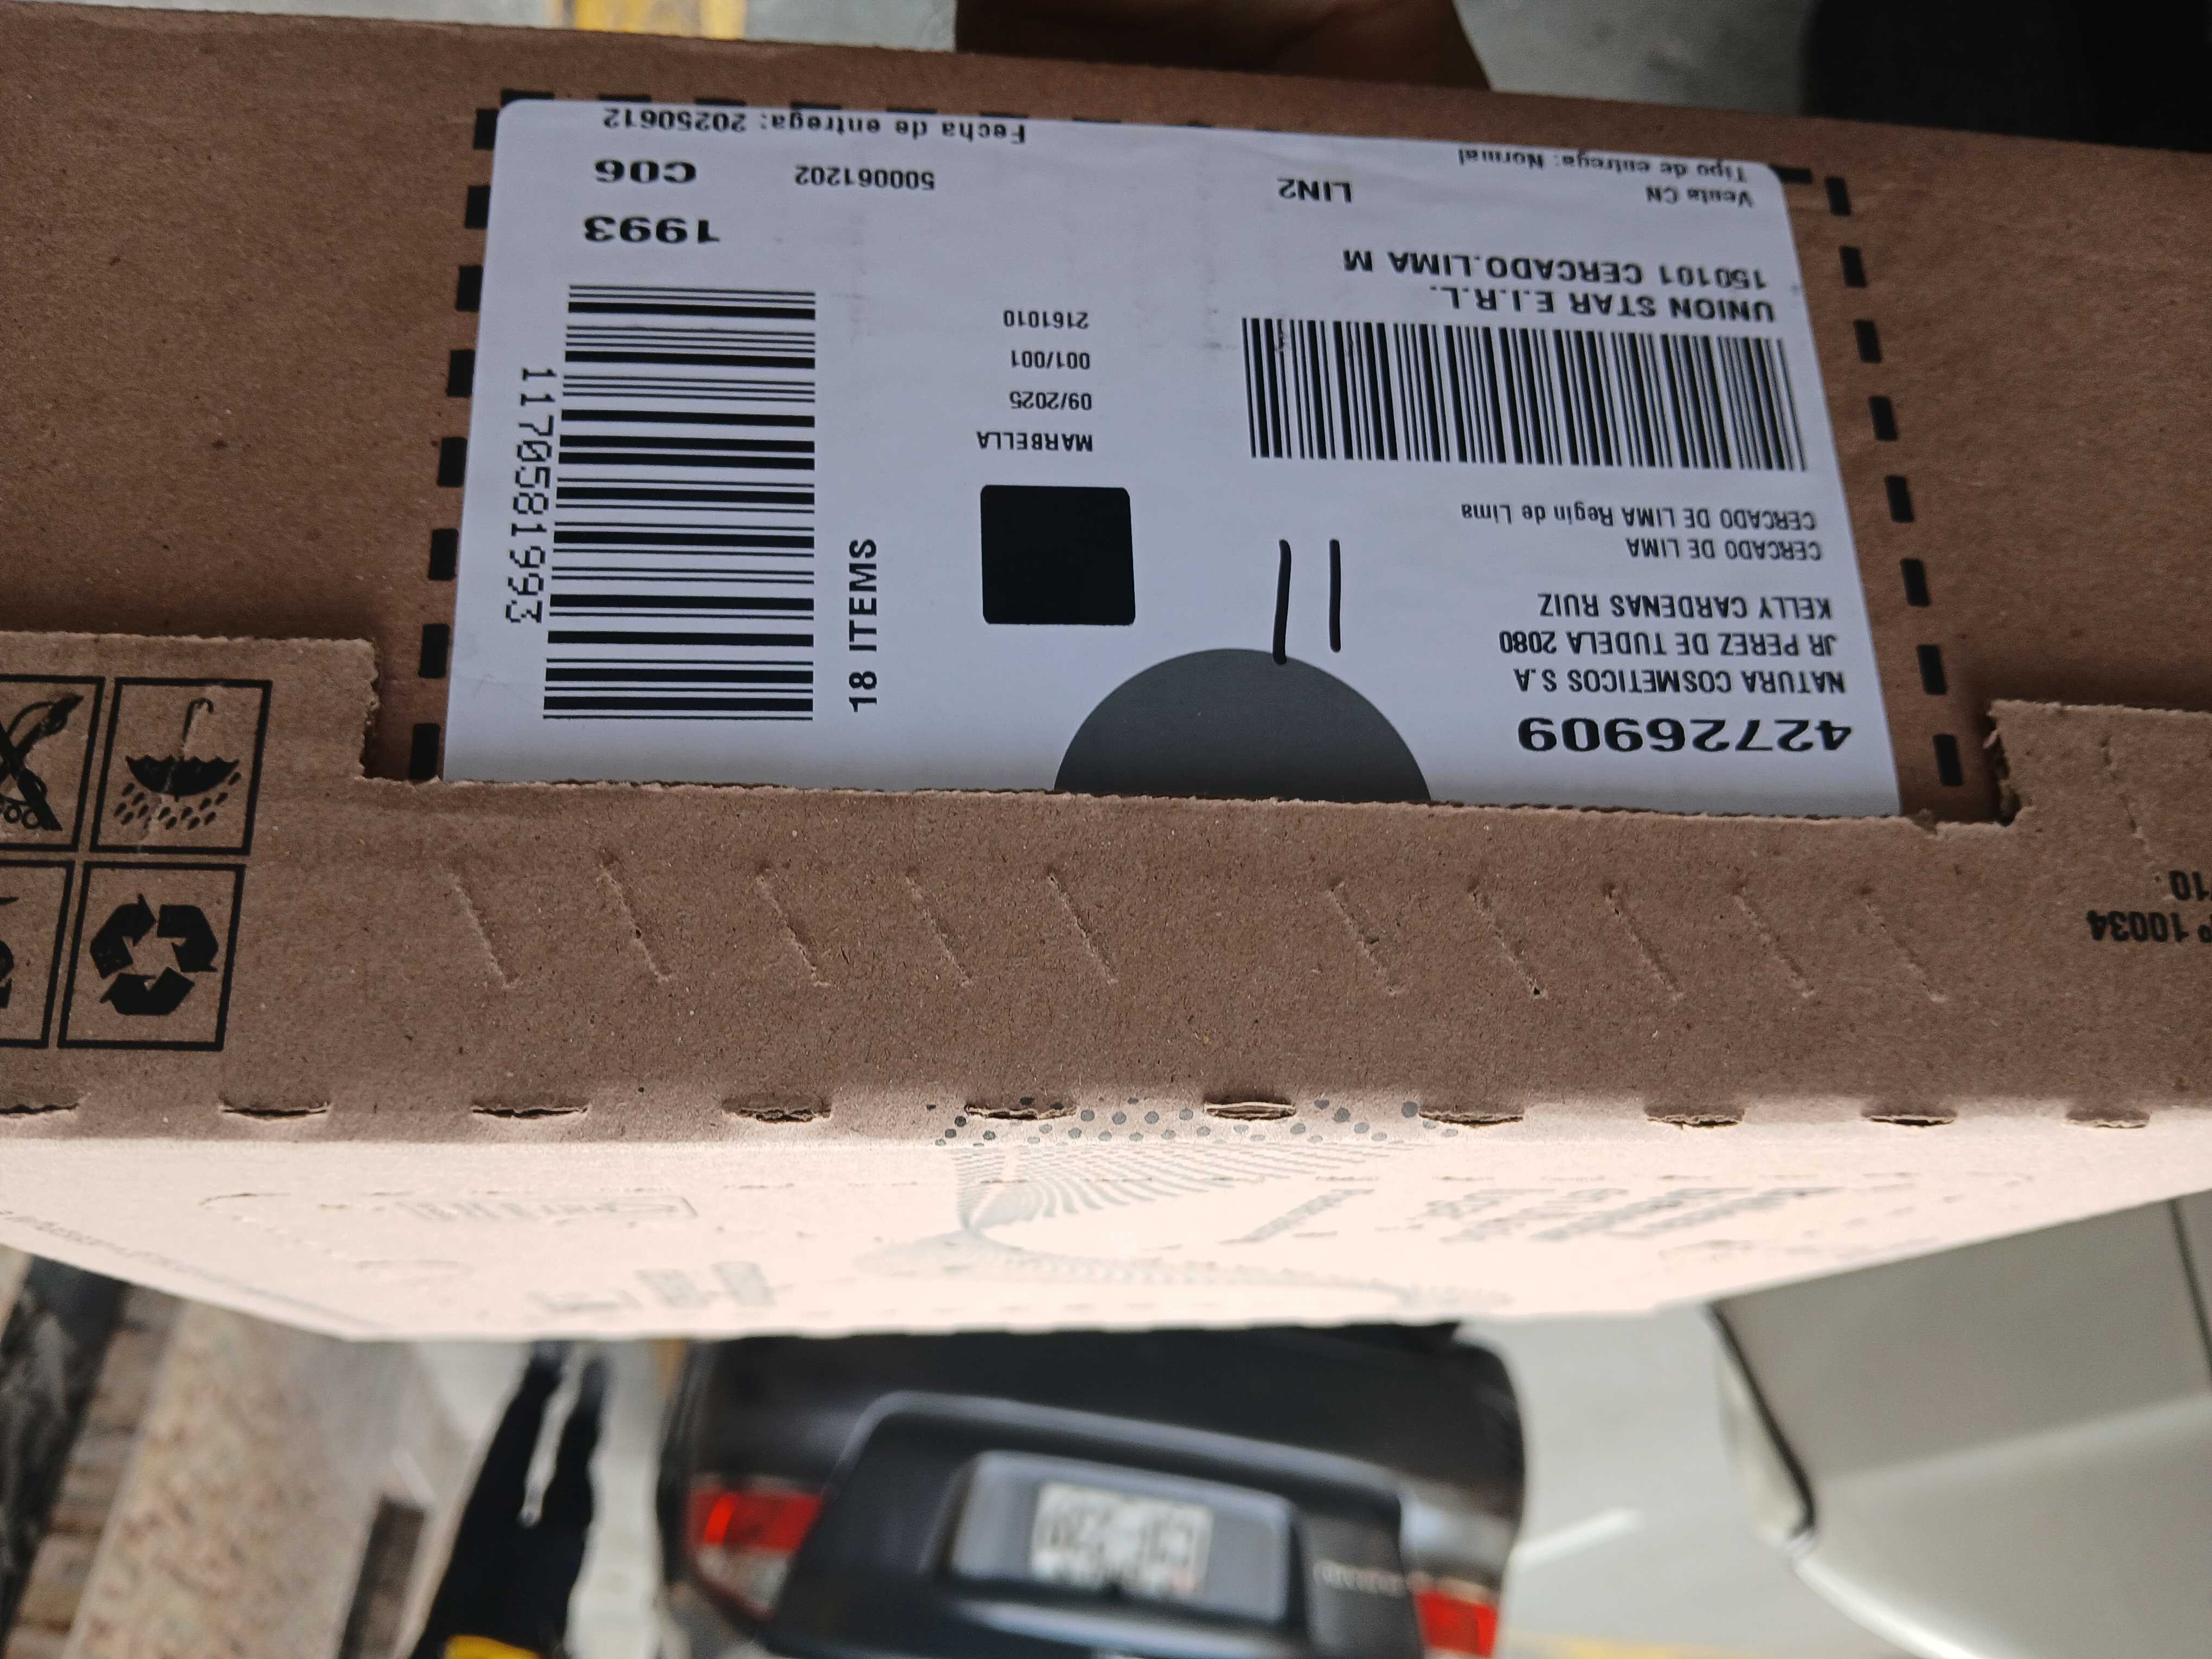 42726909
NATURA COSMETICOS S.A
JR PEREZ DE TUDELA 2080
KELLY CARDENAS RUIZ
CERCADO DE LIMA
CERCADO DE LIMA Regin de Lima
UNION STAR E.I.R.L.
150101 CERCADO.LIMA M
Venta CN
LIN2
Tipo de entrega: Normal
11
MARBELLA
09/2025
001/001
2161010
18 ITEMS
1170581993
1993
500061202
C06
Fecha de entrega: 20250612
º 10034
10